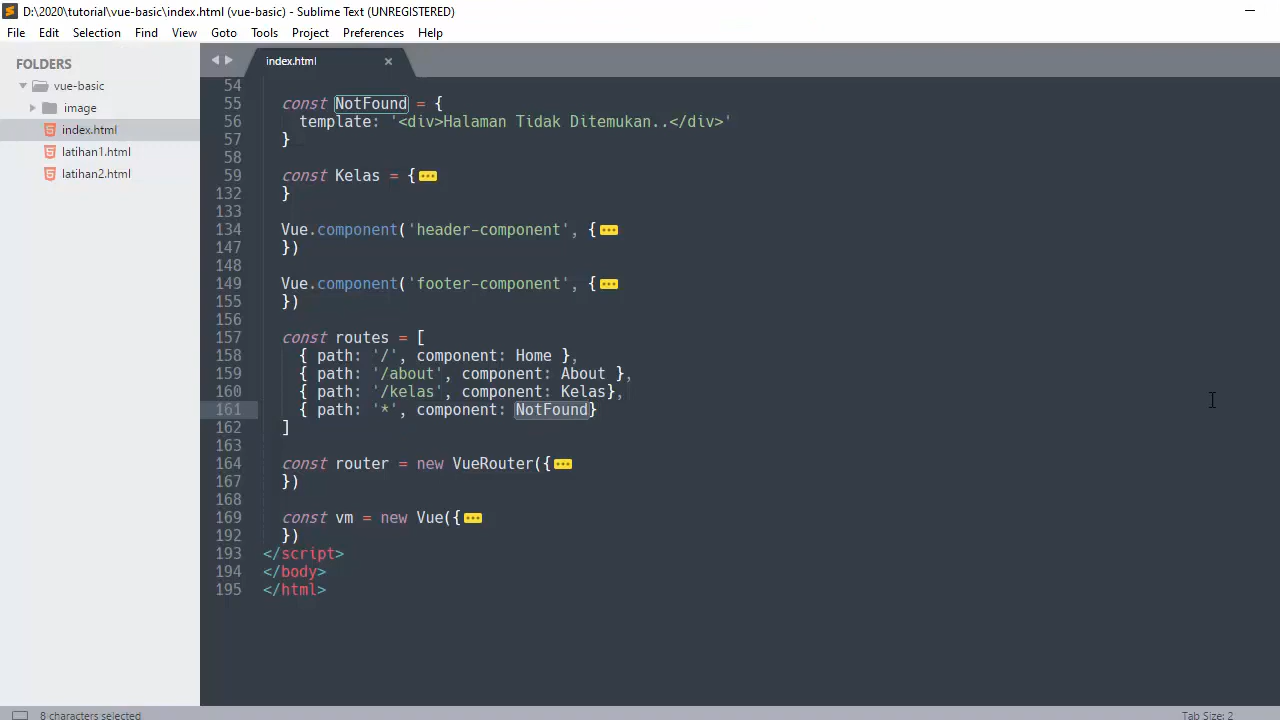 D:\2020\tutorial\vue-basic\index.html (vue-basic) - Sublime Text (UNREGISTERED)
File Edit Selection Find View Goto Tools Project Preferences Help
FOLDERS
vue-basic
image
index.html
latihan1.html
latihan2.html
index.html
54
55 const NotFound = {
56 template: '<div>Halaman Tidak Ditemukan..</div>'
57 }
58
59 const Kelas = {
132 }
133
134 Vue.component('header-component', {
147 })
148
149 Vue.component('footer-component', {
155 })
156
157 const routes = [
158 { path: '/', component: Home },
159 { path: '/about', component: About },
160 { path: '/kelas', component: Kelas},
161 { path: '*', component: NotFound}
162 ]
163
164 const router = new VueRouter({
167 })
168
169 const vm = new Vue({
192 })
193 </script>
194 </body>
195 </html>
8 characters selected
Tab Size: 2